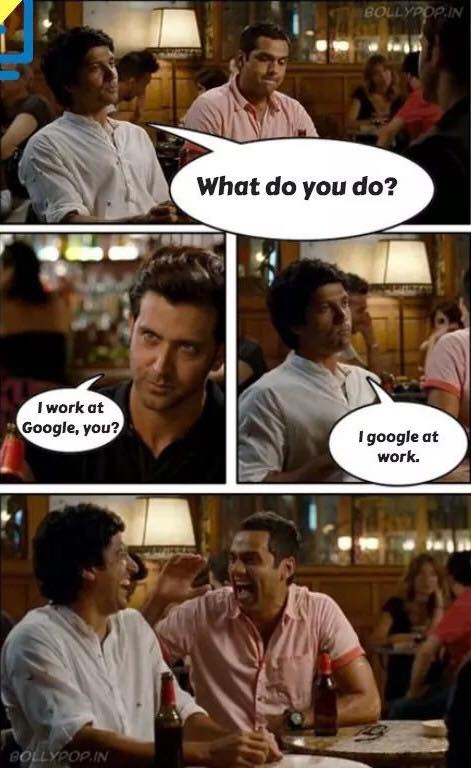 BOLLYPOP.IN
What do you do?
I work at
Google, you?
I google at
work.
BOLLYPOP.IN